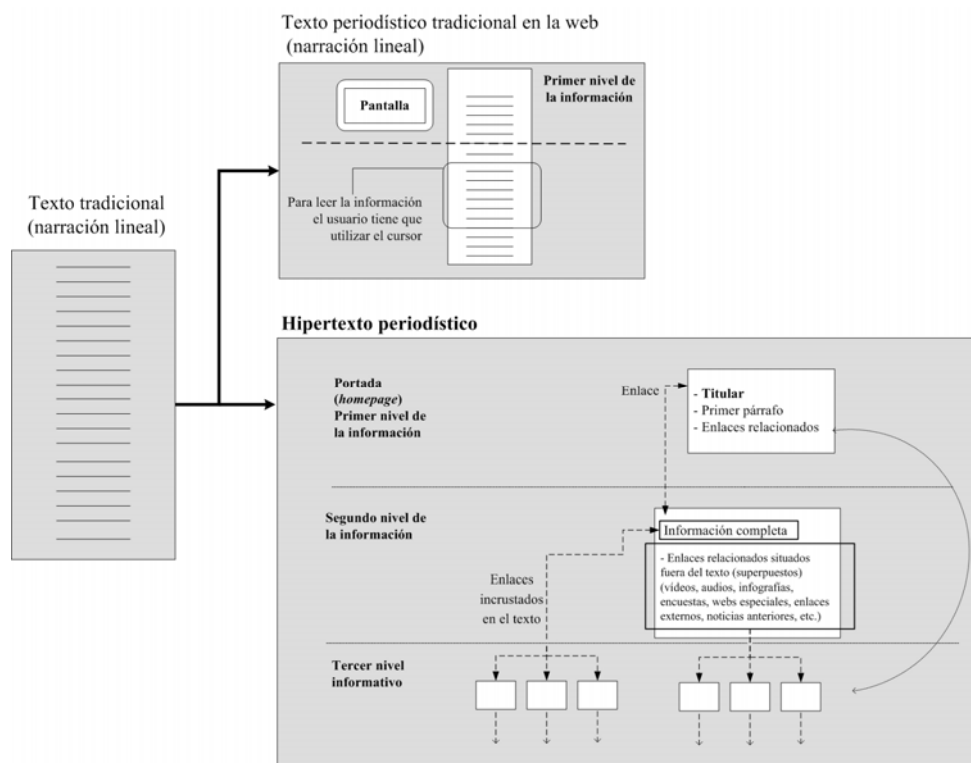 Texto periodístico tradicional en la web
(narración lineal)
Pantalla
Primer nivel de
la información
Para leer la información
el usuario tiene que
utilizar el cursor
Texto tradicional
(narración lineal)
Hipertexto periodístico
Portada
(homepage)
Primer nivel de
la información
Enlace
- Titular
- Primer párrafo
- Enlaces relacionados
Segundo nivel de
la información
Información completa
- Enlaces relacionados situados
fuera del texto (superpuestos)
(vídeos, audios, infografías,
encuestas, webs especiales, enlaces
externos, noticias anteriores, etc.)
Enlaces
incrustados
en el texto
Tercer nivel
informativo